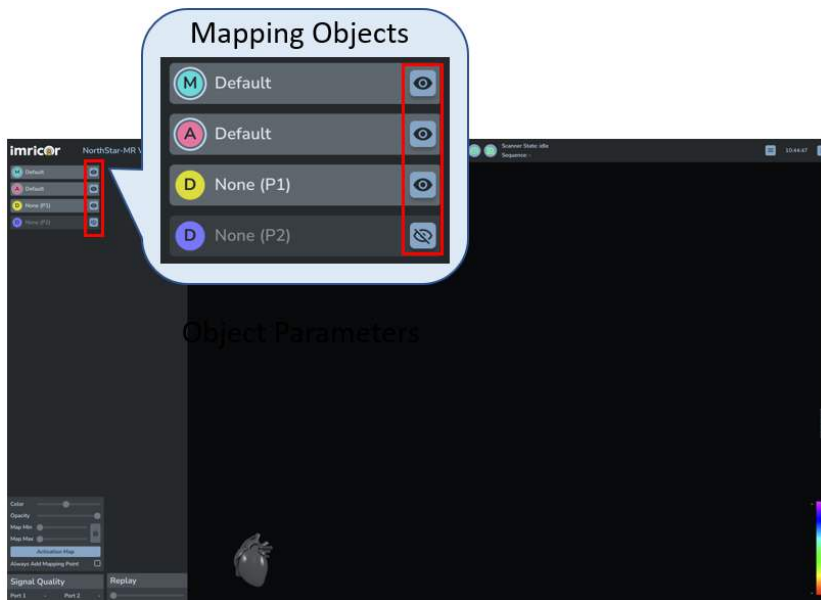 Mapping Objects
M Default
A Default
D None (P1)
D None (P2)
imricor NorthStar-MR V
Scanner State: idle
Sequence: -
10:44:47
M Default
A Default
D None (P1)
D None (P2)
Object Parameters
Color
Opacity
Map Min
Map Max
Activation Map
Always Add Mapping Point
Signal Quality
Replay
Port 1 - Port 2 -